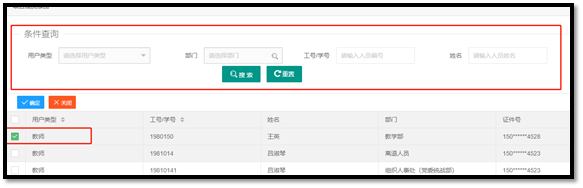 条件查询
用户类型 请选择用户类型 部门 请选择部门 工号/学号 请输入人员编号 姓名 请输入人员姓名
搜索 重置
确定 关闭
用户类型 工号/学号 姓名 部门 证件号
教师 1980150 王英 教学部 150******4528
教师 1981014 吕淑琴 离退人员 150******4523
教师 19810141 吕淑琴 组织人事处（党委统战部） 150******4523